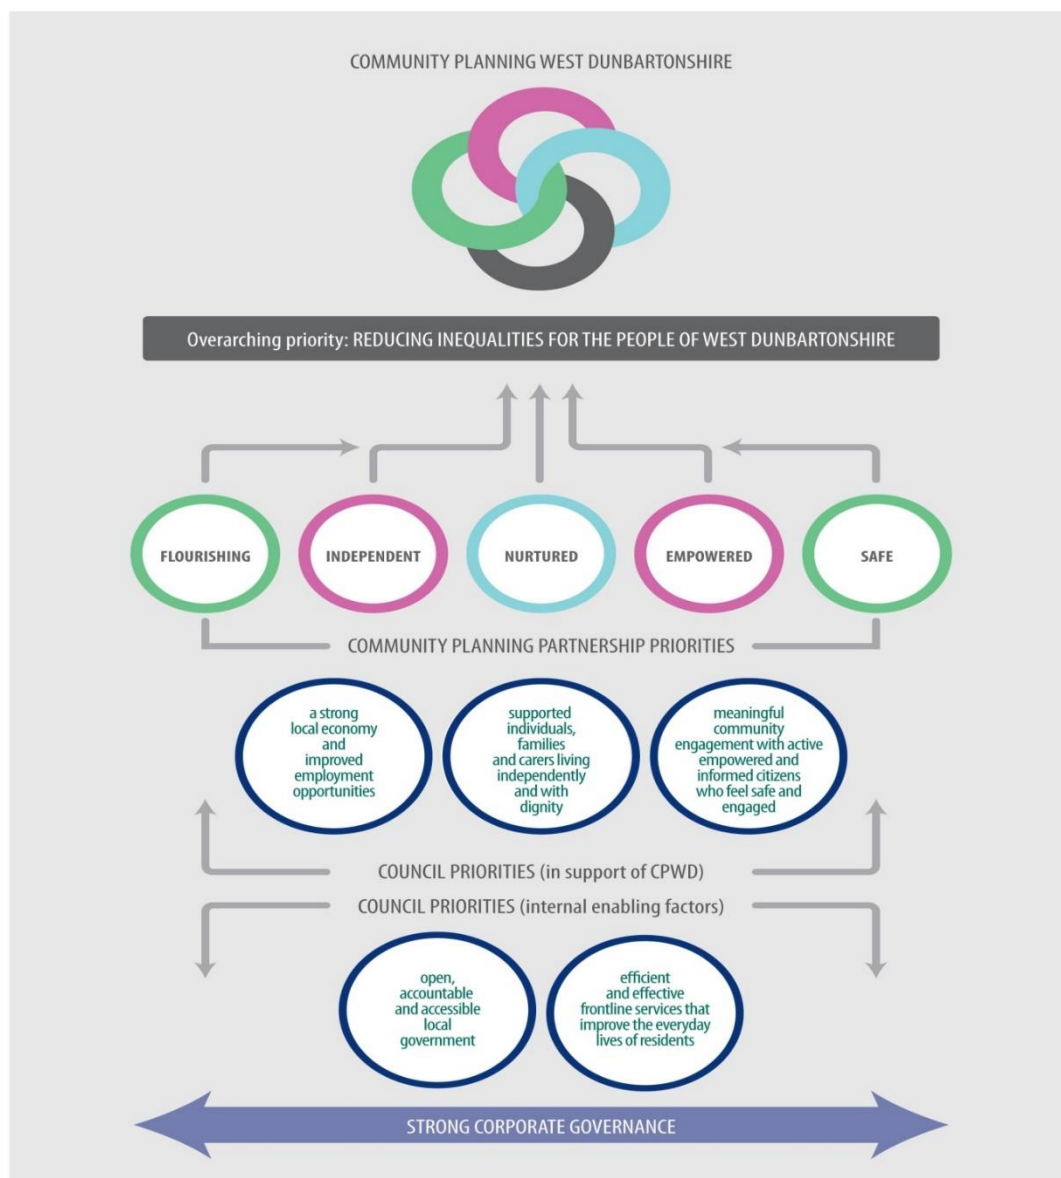 COMMUNITY PLANNING WEST DUNBARTONSHIRE
Overarching priority: REDUCING INEQUALITIES FOR THE PEOPLE OF WEST DUNBARTONSHIRE
FLOURISHING
INDEPENDENT
NURTURED
EMPOWERED
SAFE
COMMUNITY PLANNING PARTNERSHIP PRIORITIES
a strong
local economy
and
improved
employment
opportunities
supported
individuals,
families
and carers living
independently
and with
dignity
meaningful
community
engagement with active
empowered and
informed citizens
who feel safe and
engaged
COUNCIL PRIORITIES (in support of CPWD)
COUNCIL PRIORITIES (internal enabling factors)
open,
accountable
and accessible
local
government
efficient
and effective
frontline services that
improve the everyday
lives of residents
STRONG CORPORATE GOVERNANCE